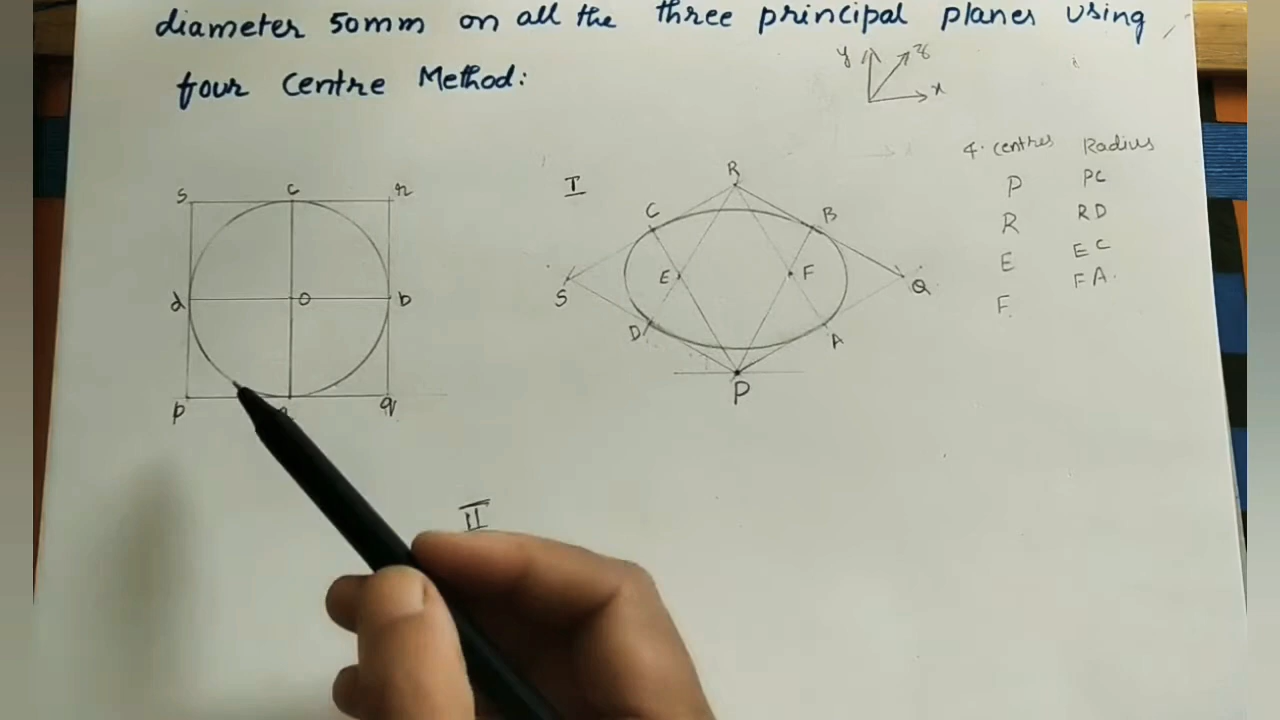 diameter 50mm on all the three principal planes using
four Centre Method:
y z x
4. centres Radius
P PC
R RD
E EC
F. FA.
I
s c r
d o b
p q
R
C B
S E F Q
D A
P
II